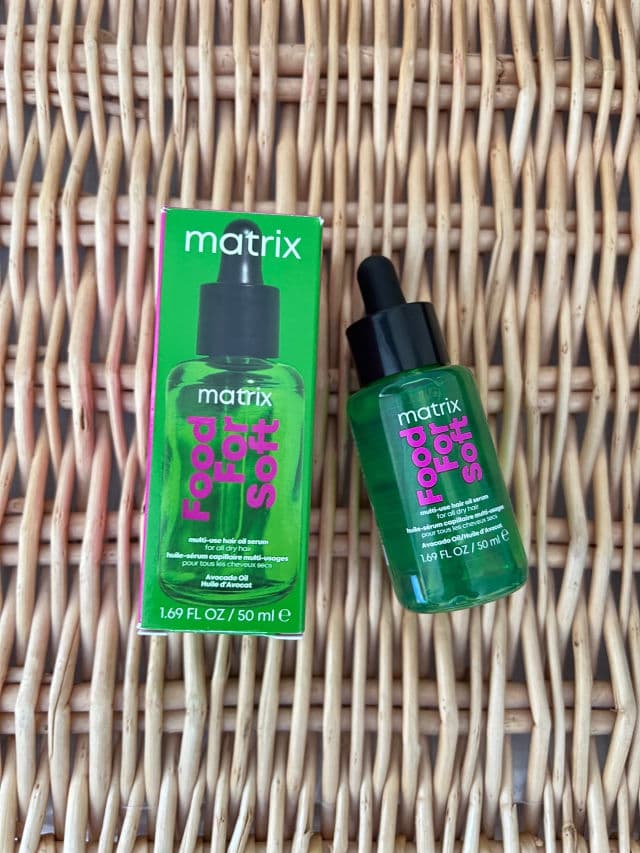 matrix
matrix
Food
For
Soft
multi-use hair oil serum
for all dry hair
huile-sérum capillaire multi-usages
pour tous les cheveux secs
Avocado Oil
Huile d'Avocat
1.69 FL OZ / 50 ml e
matrix
Food
For
Soft
multi-use hair oil serum
for all dry hair
huile-sérum capillaire multi-usages
pour tous les cheveux secs
Avocado Oil/Huile d'Avocat
1.69 FL OZ / 50 ml e